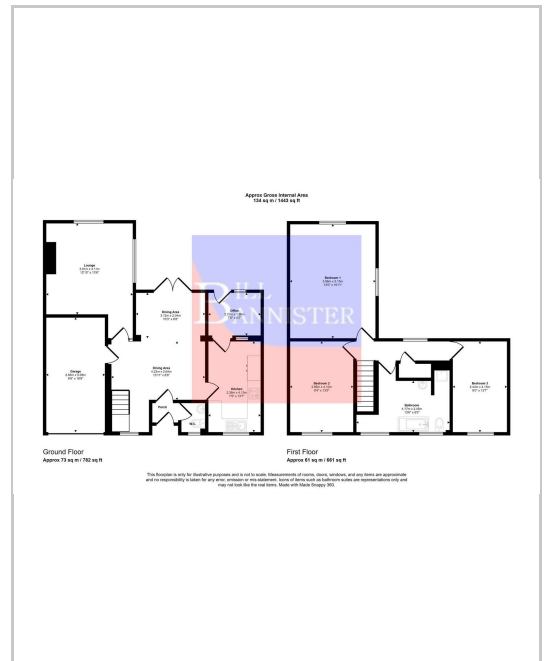 Approx Gross Internal Area
134 sq m / 1443 sq ft
BILL
BANNISTER
Lounge
Bedroom 1
Dining Area
Office
Dining Area
Garage
Kitchen
Porch
W.C.
Bedroom 2
Bathroom
Bedroom 3
Ground Floor
Approx 73 sq m / 782 sq ft
First Floor
Approx 61 sq m / 661 sq ft
This floorplan is only for illustrative purposes and is not to scale. Measurements of rooms, doors, windows, and any items are approximate
and no responsibility is taken for any error, omission or mis-statement. Icons of items such as bathroom suites are representations only and
may not look like the real items. Made with Made Snappy 360.